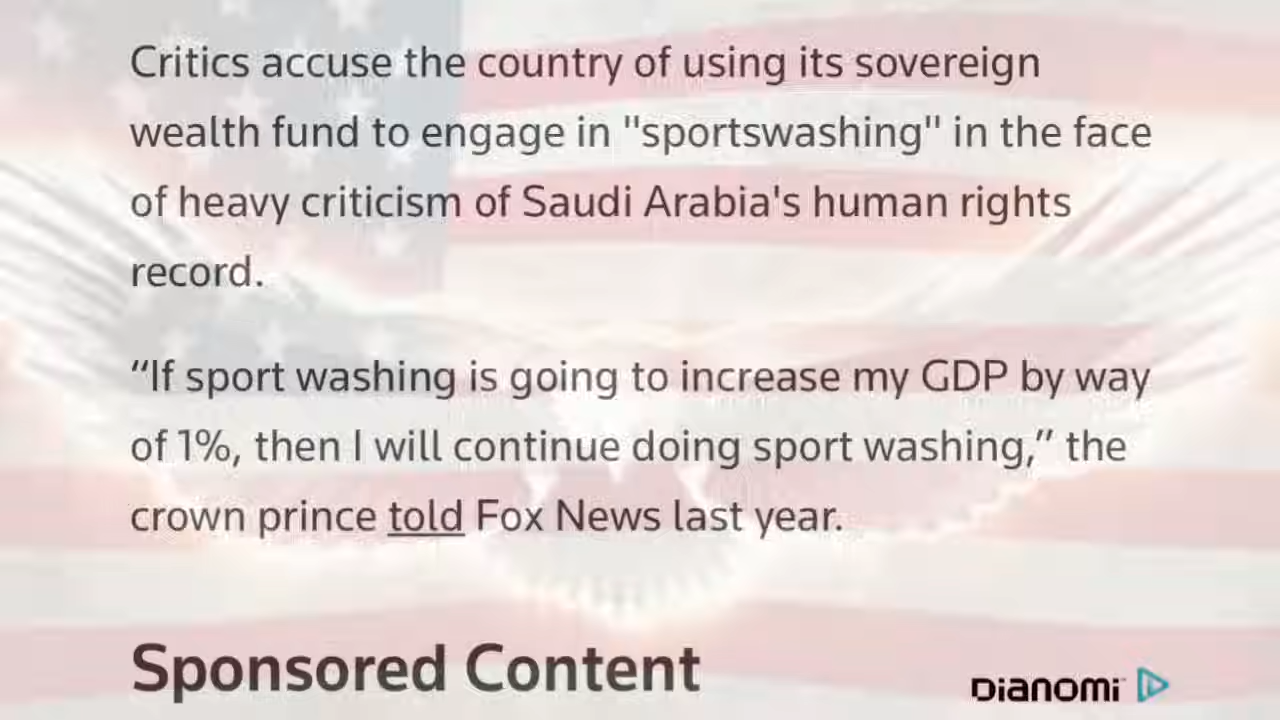 Critics accuse the country of using its sovereign
wealth fund to engage in "sportswashing" in the face
of heavy criticism of Saudi Arabia's human rights
record.
“If sport washing is going to increase my GDP by way
of 1%, then I will continue doing sport washing,” the
crown prince told Fox News last year.
Sponsored Content
Dianomi